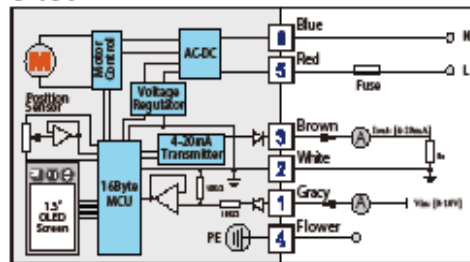 Blue
N
Motor
Control
AC-DC
6
M
Red
L
5
Voltage
Regulator
Fuse
Position
Sensor
4-20mA
Transmitter
3
Brown
A
2
White
16Byte
MCU
1.5"
OLED
Screen
1
Gracy
A
PE
4
Flower